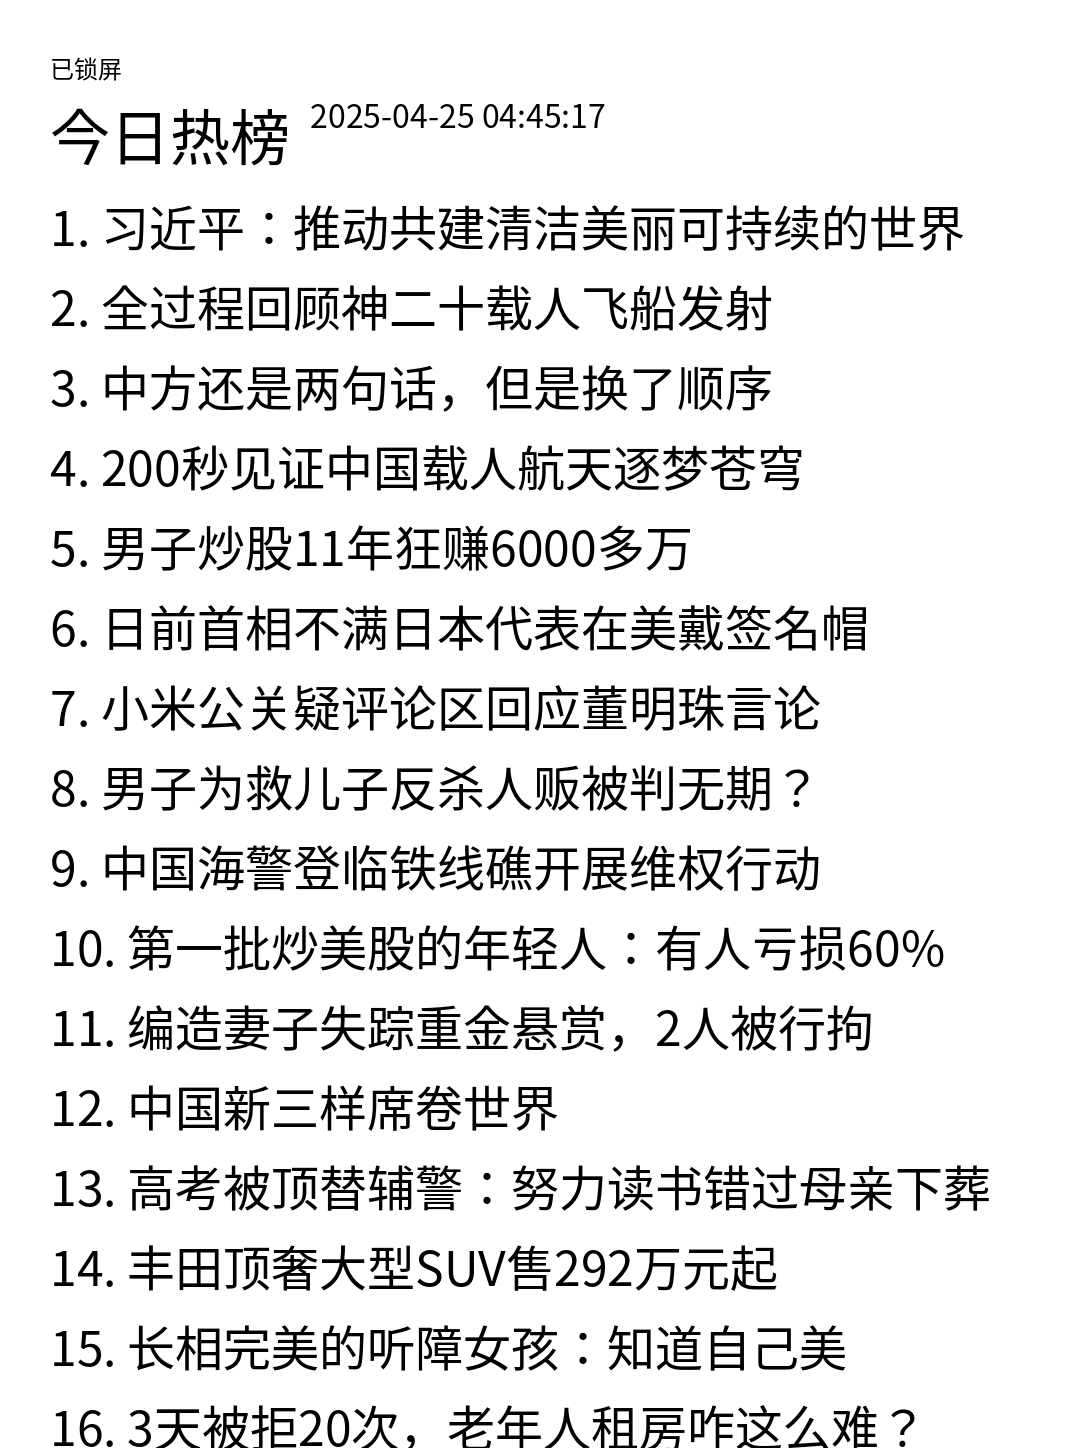 已锁屏
今日热榜 2025-04-25 04:45:17
1. 习近平：推动共建清洁美丽可持续的世界
2. 全过程回顾神二十载人飞船发射
3. 中方还是两句话，但是换了顺序
4. 200秒见证中国载人航天逐梦苍穹
5. 男子炒股11年狂赚6000多万
6. 日前首相不满日本代表在美戴签名帽
7. 小米公关疑评论区回应董明珠言论
8. 男子为救儿子反杀人贩被判无期？
9. 中国海警登临铁线礁开展维权行动
10. 第一批炒美股的年轻人：有人亏损60%
11. 编造妻子失踪重金悬赏，2人被行拘
12. 中国新三样席卷世界
13. 高考被顶替辅警：努力读书错过母亲下葬
14. 丰田顶奢大型SUV售292万元起
15. 长相完美的听障女孩：知道自己美
16. 3天被拒20次，老年人租房咋这么难？